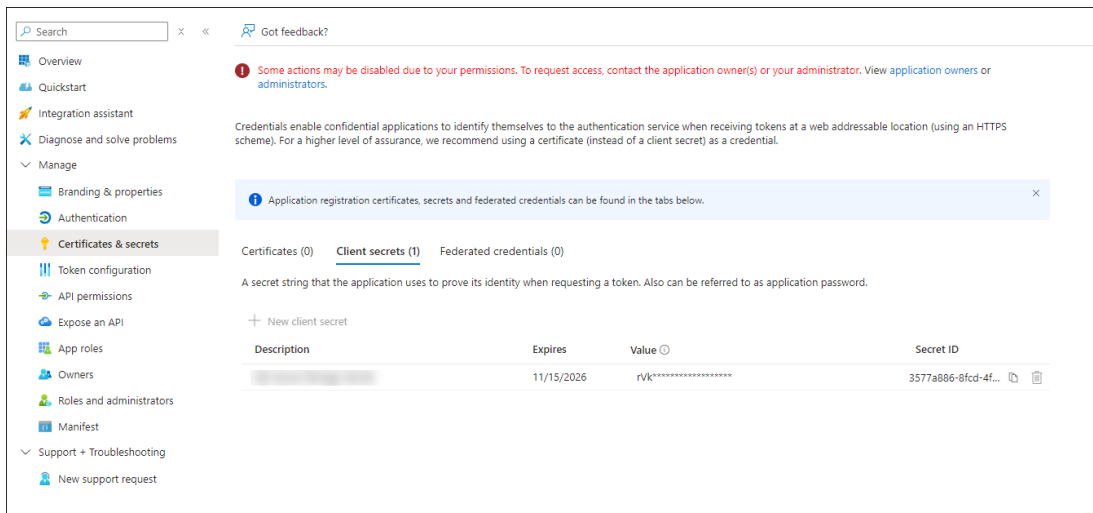 Search
Overview
Quickstart
Integration assistant
Diagnose and solve problems
Manage
Branding & properties
Authentication
Certificates & secrets
Token configuration
API permissions
Expose an API
App roles
Owners
Roles and administrators
Manifest
Support + Troubleshooting
New support request
Got feedback?
Some actions may be disabled due to your permissions. To request access, contact the application owner(s) or your administrator. View application owners or
administrators.
Credentials enable confidential applications to identify themselves to the authentication service when receiving tokens at a web addressable location (using an HTTPS
scheme). For a higher level of assurance, we recommend using a certificate (instead of a client secret) as a credential.
Application registration certificates, secrets and federated credentials can be found in the tabs below.
Certificates (0) Client secrets (1) Federated credentials (0)
A secret string that the application uses to prove its identity when requesting a token. Also can be referred to as application password.
New client secret
Description Expires Value Secret ID
11/15/2026 rVk****************** 3577a886-8fcd-4f...